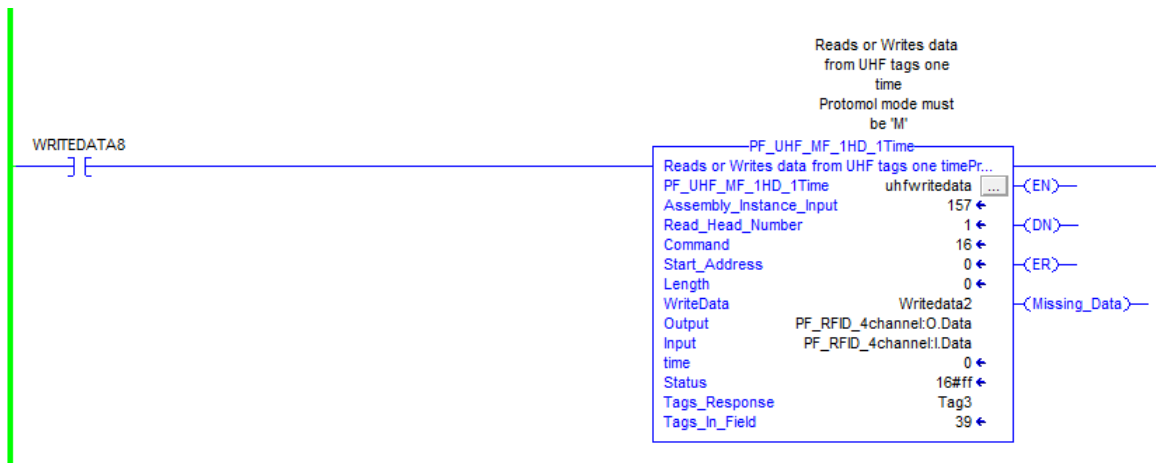 Reads or Writes data
from UHF tags one
time
Protomol mode must
be 'M'
WRITEDATA8
PF_UHF_MF_1HD_1Time
Reads or Writes data from UHF tags one timePr...
PF_UHF_MF_1HD_1Time uhfwritedata ... (EN)
Assembly_Instance_Input 157
Read_Head_Number 1 (DN)
Command 16
Start_Address 0 (ER)
Length 0
WriteData Writedata2 (Missing_Data)
Output PF_RFID_4channel:O.Data
Input PF_RFID_4channel:I.Data
time 0
Status 16#ff
Tags_Response Tag3
Tags_In_Field 39